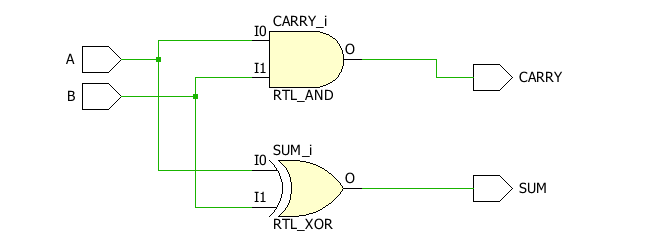 CARRY_i
I0
A
O
I1
CARRY
B
RTL_AND
SUM_i
I0
O
I1
SUM
RTL_XOR